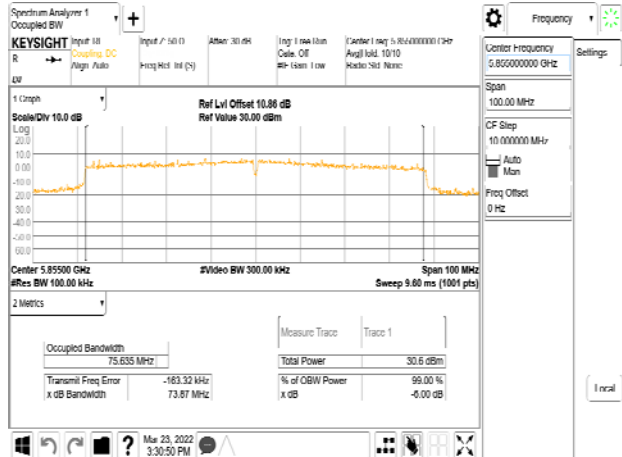 Spectrum Analyzer 1
Occupied BW
+
Frequency
KEYSIGHT
Input: RF
Coupling: DC
Align: Auto
Input Z: 50 Ω
Freq Ref: Int (S)
Atten: 30 dB
Trig: Free Run
Gate: Off
#IF Gain: Low
Center Freq: 5.855000000 GHz
Avg|Hold: 10/10
Radio Std: None
R
Center Frequency
5.855000000 GHz
Settings
Span
100.00 MHz
CF Step
10.000000 MHz
Auto
Man
Freq Offset
0 Hz
1 Graph
Scale/Div 10.0 dB
Ref Lvl Offset 10.86 dB
Ref Value 30.00 dBm
Log
20.0
10.0
0.00
-10.0
-20.0
-30.0
-40.0
-50.0
-60.0
Center 5.85500 GHz
#Res BW 100.00 kHz
#Video BW 300.00 kHz
Span 100 MHz
Sweep 9.60 ms (1001 pts)
2 Metrics
Measure Trace
Trace 1
Occupied Bandwidth
75.635 MHz
Total Power
30.6 dBm
Transmit Freq Error
-163.32 kHz
% of OBW Power
99.00 %
x dB Bandwidth
73.87 MHz
x dB
-6.00 dB
Local
?
Mar 23, 2022
3:30:50 PM